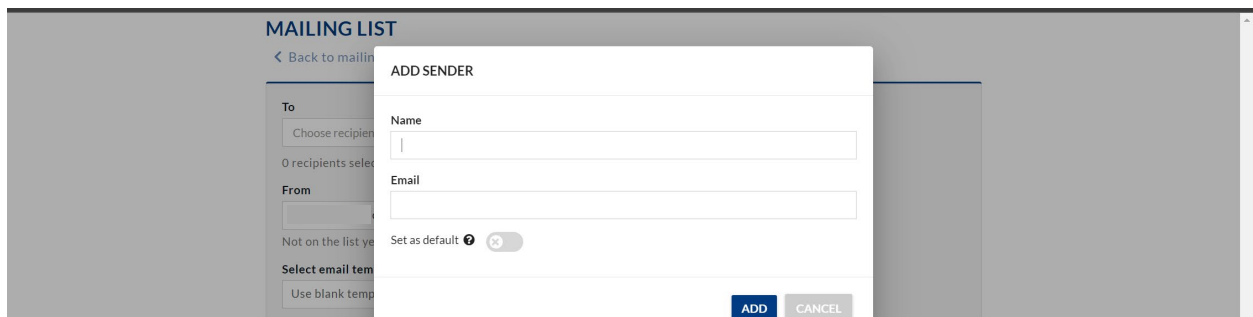 MAILING LIST
Back to mailin
ADD SENDER
To
Choose recipien
0 recipients selec
From
Not on the list ye
Select email tem
Use blank temp
Name
Email
Set as default
ADD CANCEL